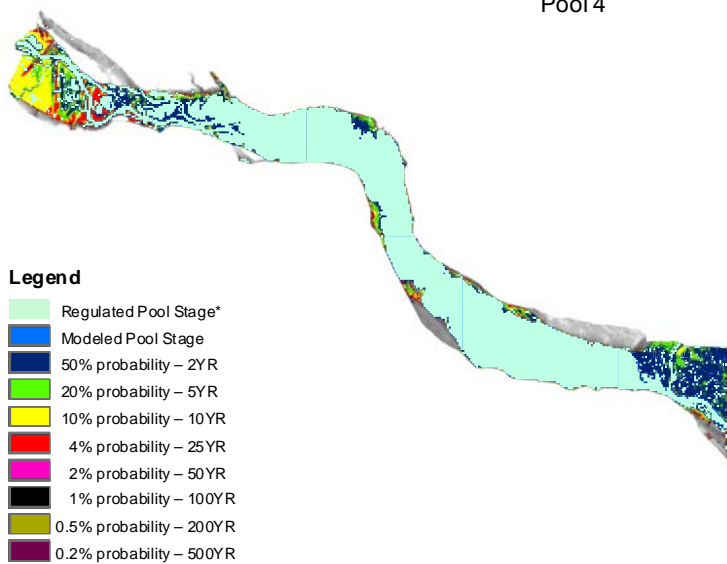 Pool 4
Legend
Regulated Pool Stage*
Modeled Pool Stage
50% probability – 2YR
20% probability – 5YR
10% probability – 10YR
4% probability – 25YR
2% probability – 50YR
1% probability – 100YR
0.5% probability – 200YR
0.2% probability – 500YR